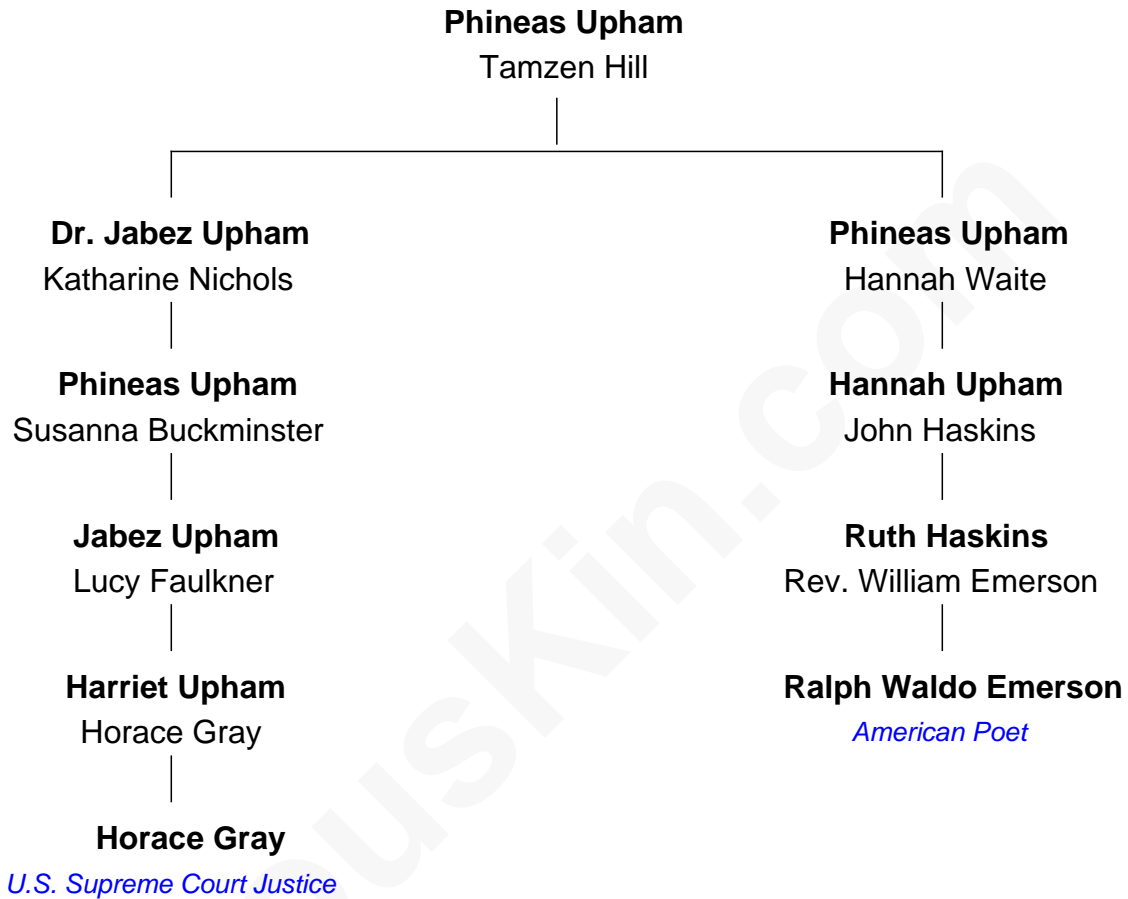 Phineas Upham
Tamzen Hill
Dr. Jabez Upham
Katharine Nichols
Phineas Upham
Susanna Buckminster
Jabez Upham
Lucy Faulkner
Harriet Upham
Horace Gray
Horace Gray
U.S. Supreme Court Justice
Phineas Upham
Hannah Waite
Hannah Upham
John Haskins
Ruth Haskins
Rev. William Emerson
Ralph Waldo Emerson
American Poet
ousKin.com